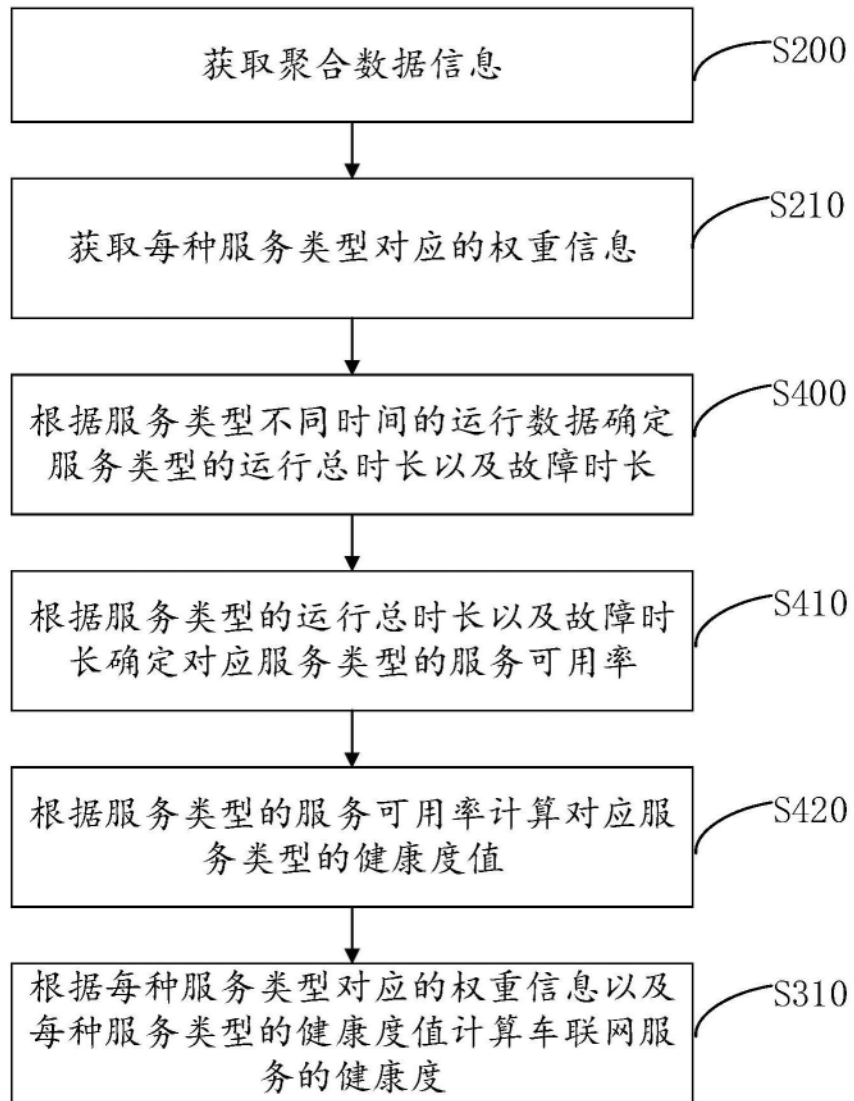 获取聚合数据信息
S200
获取每种服务类型对应的权重信息
S210
根据服务类型不同时间的运行数据确定
服务类型的运行总时长以及故障时长
S400
根据服务类型的运行总时长以及故障时
长确定对应服务类型的服务可用率
S410
根据服务类型的服务可用率计算对应服
务类型的健康度值
S420
根据每种服务类型对应的权重信息以及
每种服务类型的健康度值计算车联网服
务的健康度
S310